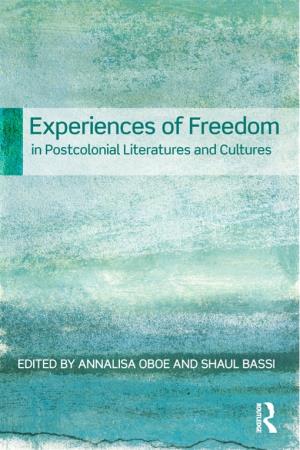 Experiences of Freedom
in Postcolonial Literatures and Cultures
EDITED BY ANNALISA OBOE AND SHAUL BASSI
ROUTLEDGE